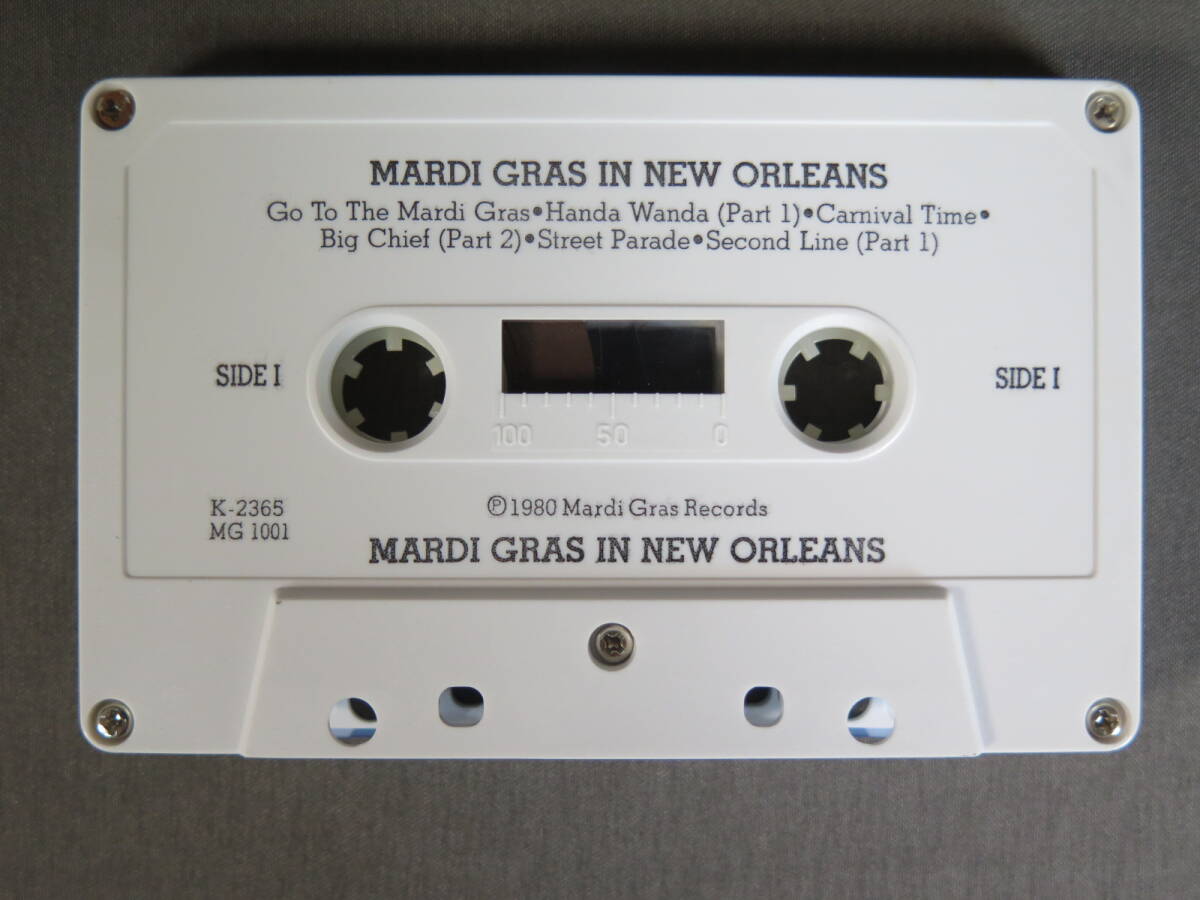 MARDI GRAS IN NEW ORLEANS
Go To The Mardi Gras•Handa Wanda (Part 1)•Carnival Time•
Big Chief (Part 2)•Street Parade•Second Line (Part 1)
SIDE I
SIDE I
100 50 0
K-2365
MG 1001
℗1980 Mardi Gras Records
MARDI GRAS IN NEW ORLEANS